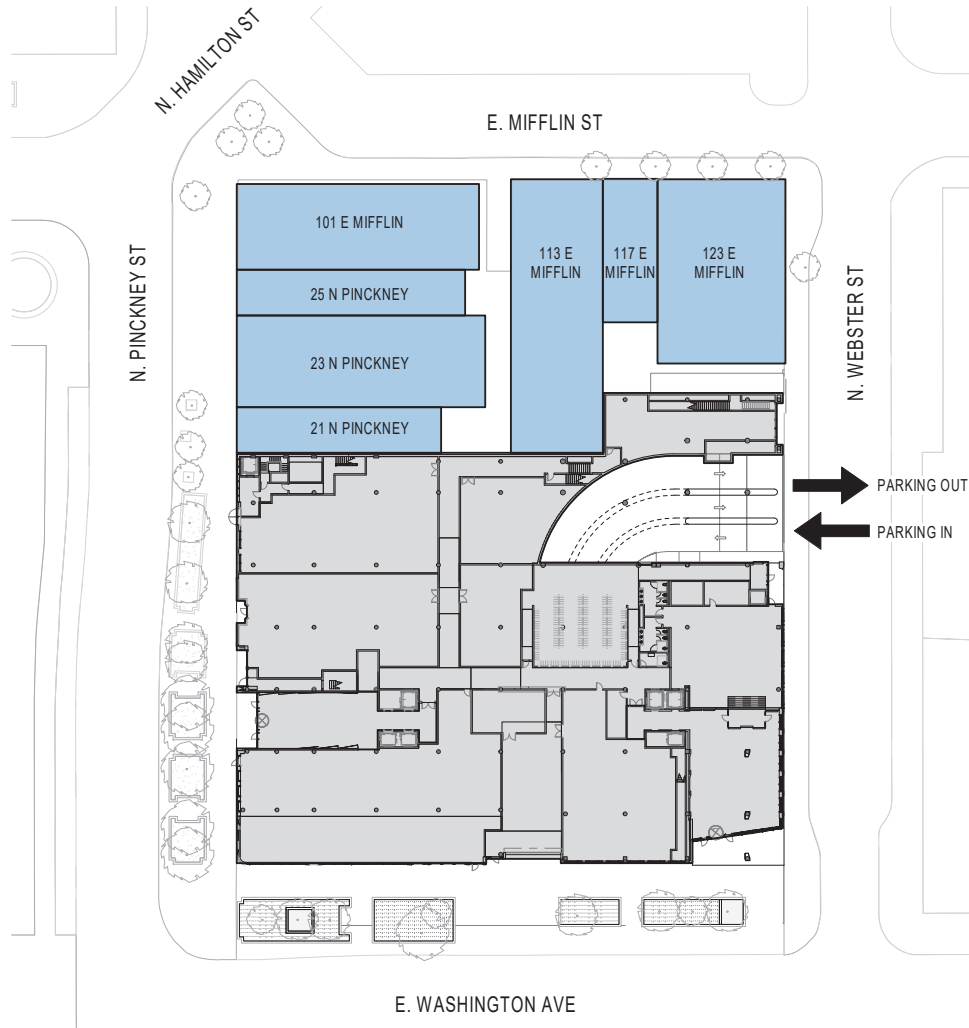 N. HAMILTON ST
E. MIFFLIN ST
N. PINCKNEY ST
N. WEBSTER ST
101 E MIFFLIN
25 N PINCKNEY
23 N PINCKNEY
21 N PINCKNEY
113 E
MIFFLIN
117 E
MIFFLIN
123 E
MIFFLIN
PARKING OUT
PARKING IN
E. WASHINGTON AVE